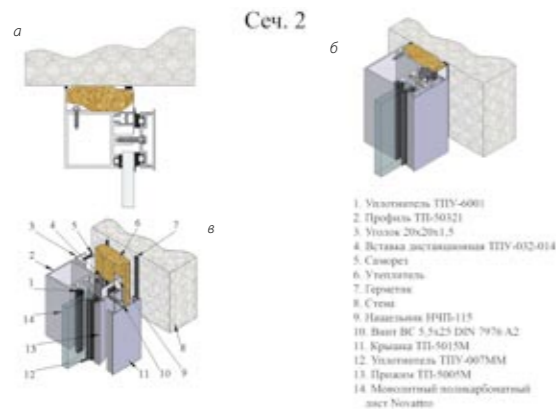 Сеч. 2
а
б
в
1
2
3
4
5
6
7
8
9
10
11
12
13
14
1. Уплотнитель ТПУ-6001
2. Профиль ТП-50321
3. Уголок 20х20х1.5
4. Вставка дистанционная ТПУ-032-014
5. Саморез
6. Утеплитель
7. Герметик
8. Стена
9. Нащельник НЧП-115
10. Винт ВС 5,5х25 DIN 7976 А2
11. Крышка ТП-5015М
12. Уплотнитель ТПУ-007ММ
13. Прижим ТП-5005М
14. Монолитный поликарбонатный
лист Novattro